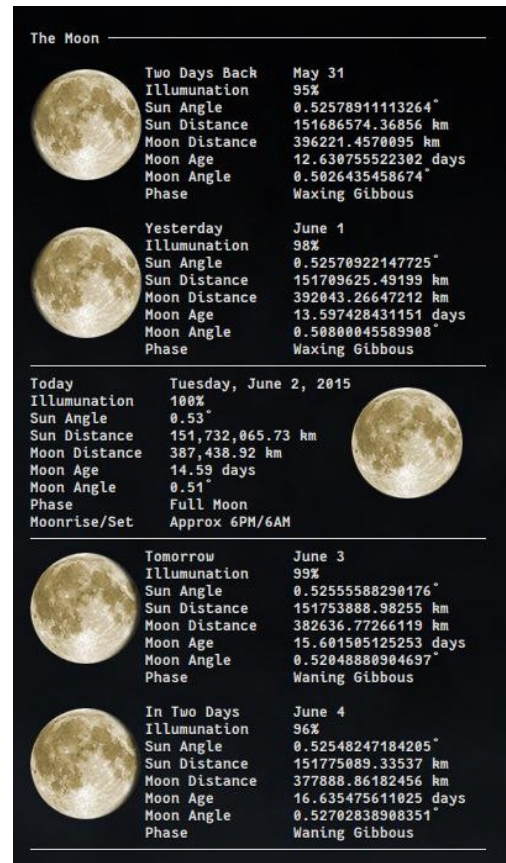 The Moon
Two Days Back May 31
Illumunation 95%
Sun Angle 0.52578911113264°
Sun Distance 151686574.36856 km
Moon Distance 396221.4570095 km
Moon Age 12.630755522302 days
Moon Angle 0.5026435458674°
Phase Waxing Gibbous
Yesterday June 1
Illumunation 98%
Sun Angle 0.52570922147725°
Sun Distance 151709625.49199 km
Moon Distance 392043.26647212 km
Moon Age 13.597428431151 days
Moon Angle 0.50800045589908°
Phase Waxing Gibbous
Today Tuesday, June 2, 2015
Illumunation 100%
Sun Angle 0.53°
Sun Distance 151,732,065.73 km
Moon Distance 387,438.92 km
Moon Age 14.59 days
Moon Angle 0.51°
Phase Full Moon
Moonrise/Set Approx 6PM/6AM
Tomorrow June 3
Illumunation 99%
Sun Angle 0.52555588290176°
Sun Distance 151753888.98255 km
Moon Distance 382636.77266119 km
Moon Age 15.601505125253 days
Moon Angle 0.52048880904697°
Phase Waning Gibbous
In Two Days June 4
Illumunation 96%
Sun Angle 0.52548247184205°
Sun Distance 151775089.33537 km
Moon Distance 377888.86182456 km
Moon Age 16.635475611025 days
Moon Angle 0.52702838908351°
Phase Waning Gibbous